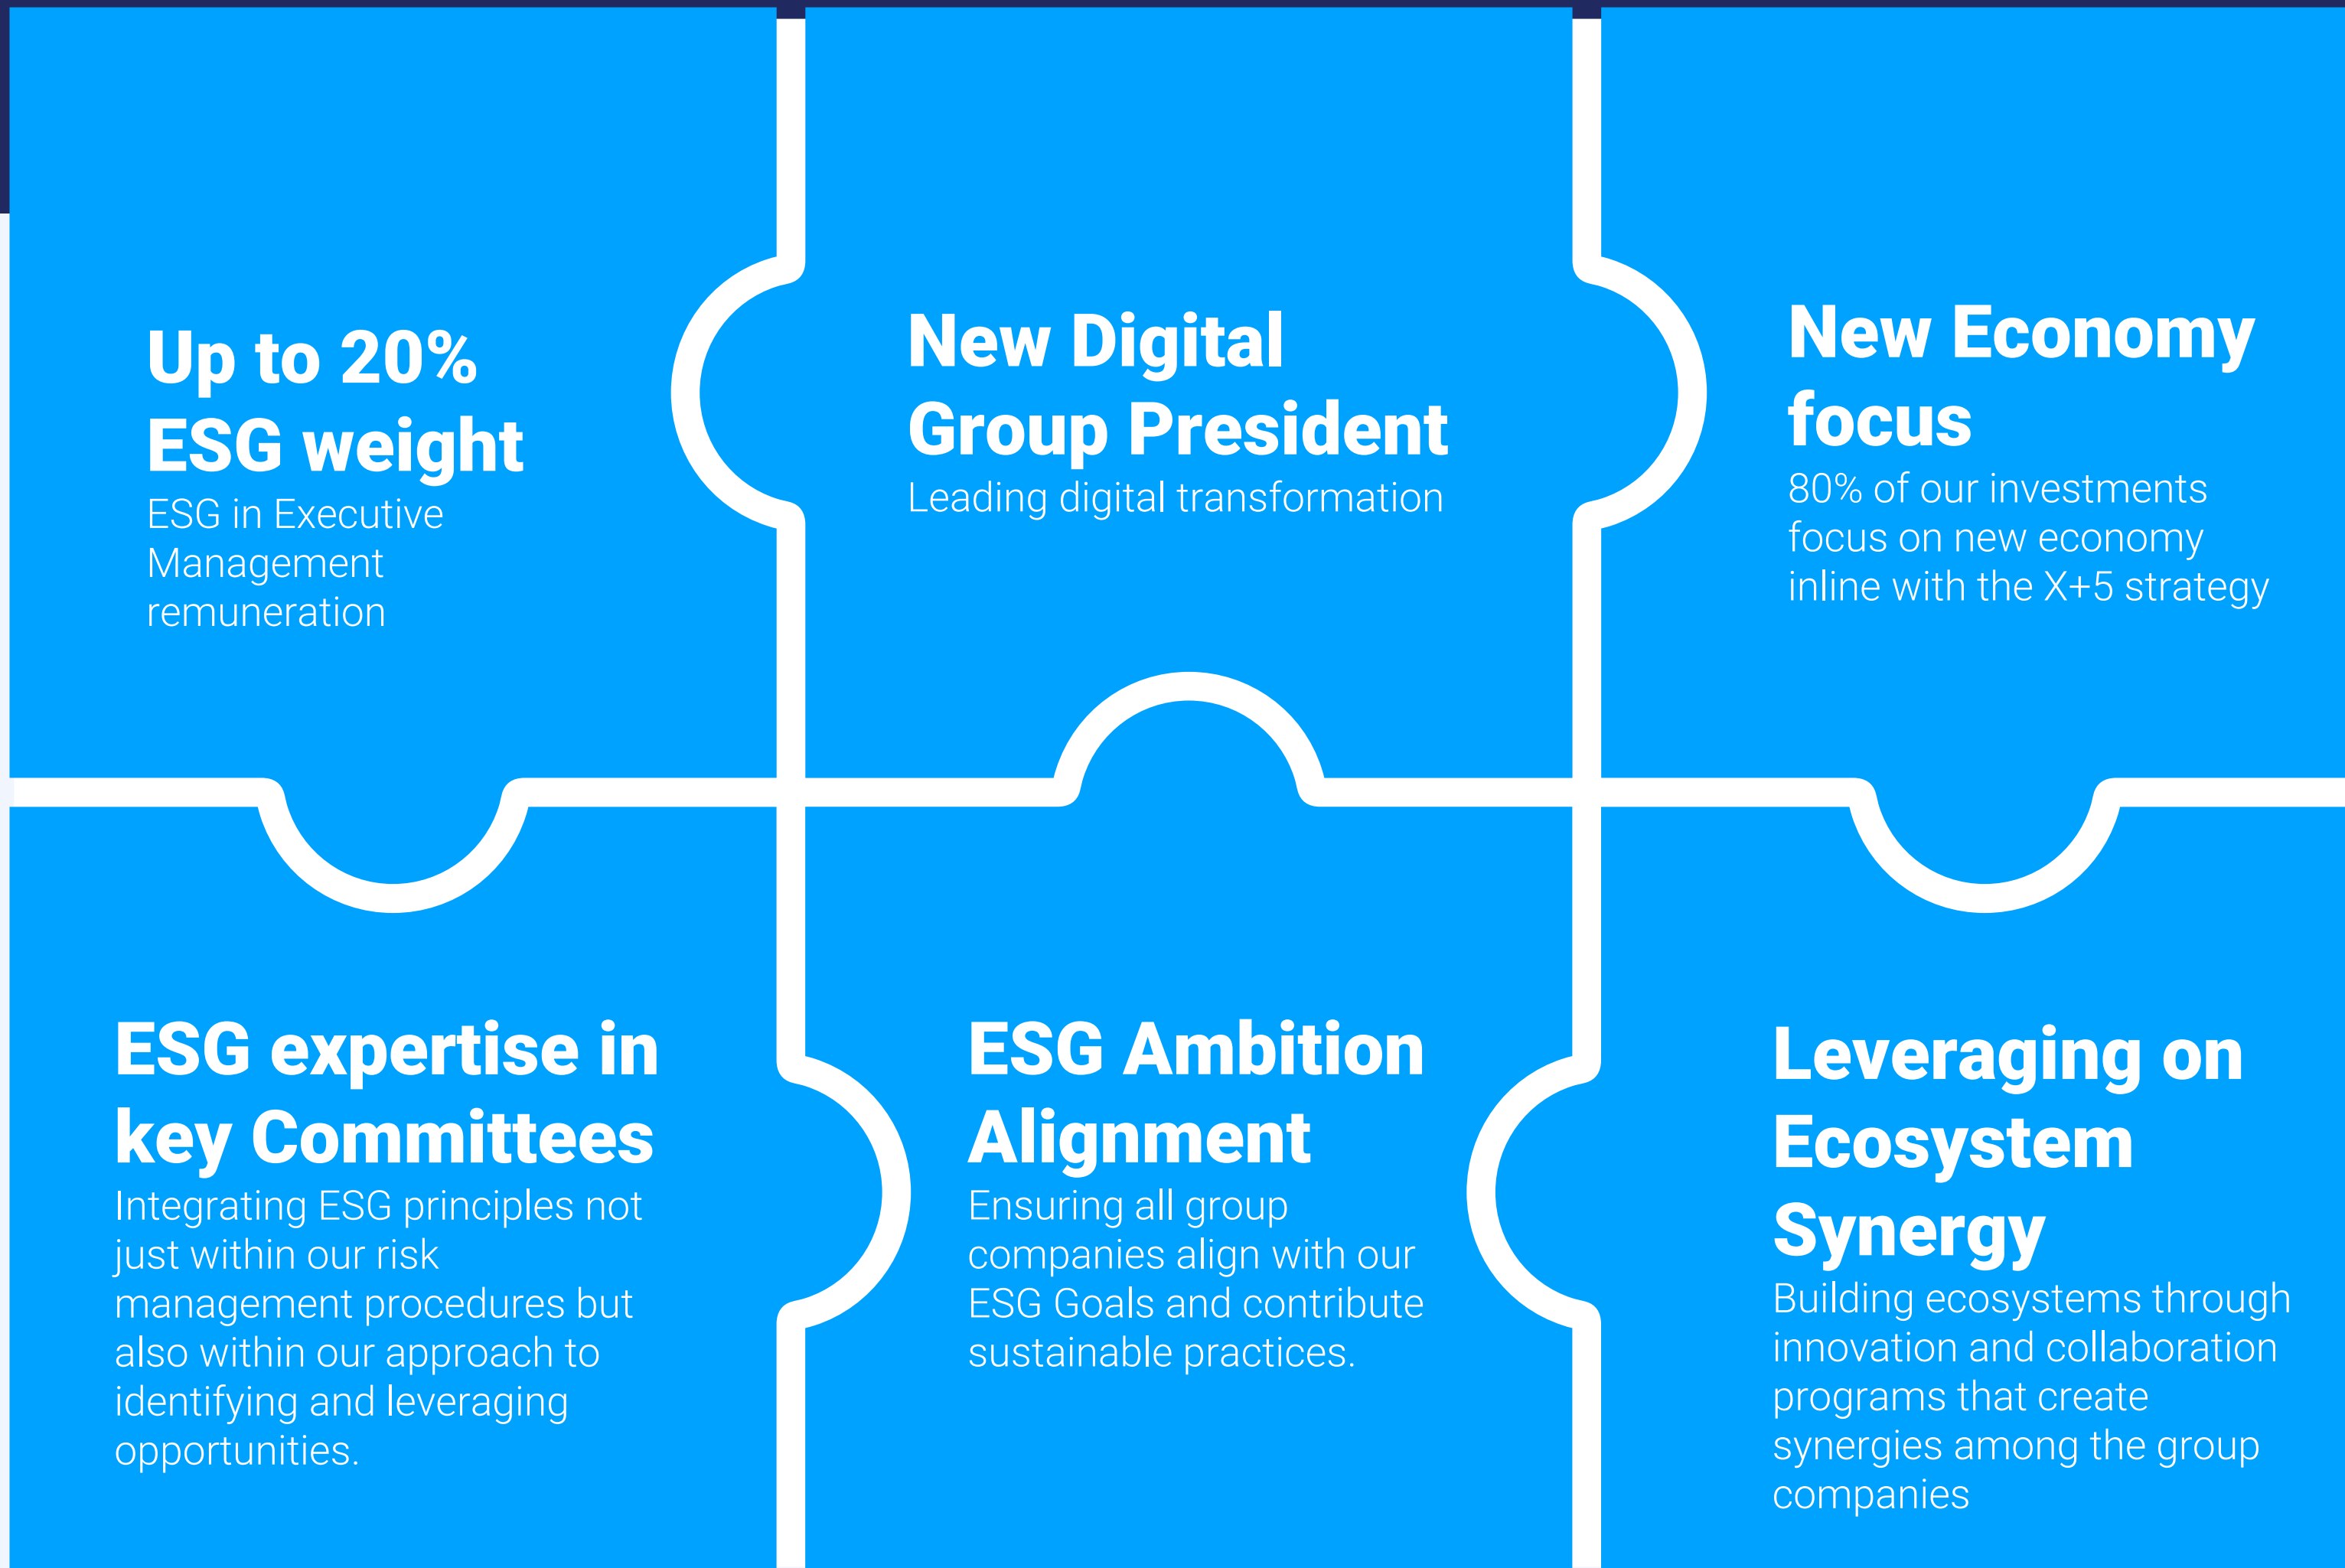 Up to 20%
ESG weight
ESG in Executive
Management
remuneration
New Digital
Group President
Leading digital transformation
New Economy
focus
80% of our investments
focus on new economy
inline with the X+5 strategy
ESG expertise in
key Committees
Integrating ESG principles not
just within our risk
management procedures but
also within our approach to
identifying and leveraging
opportunities.
ESG Ambition
Alignment
Ensuring all group
companies align with our
ESG Goals and contribute
sustainable practices.
Leveraging on
Ecosystem
Synergy
Building ecosystems through
innovation and collaboration
programs that create
synergies among the group
companies